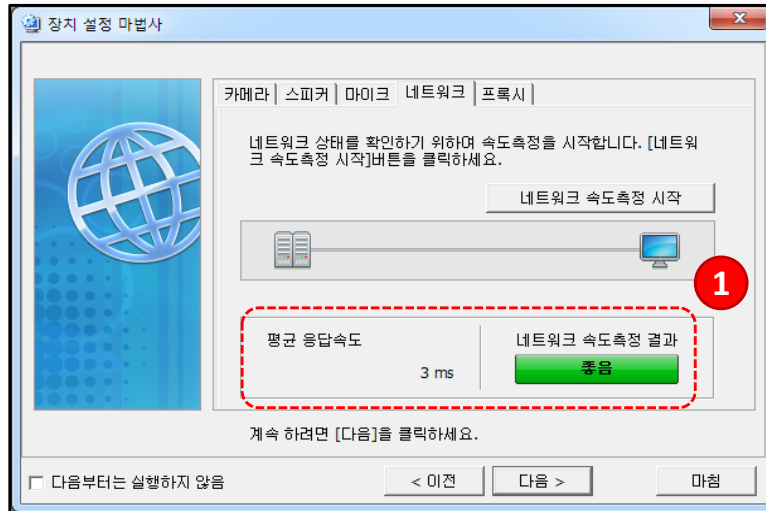 장치 설정 마법사
카메라 스피커 마이크 네트워크 프록시
네트워크 상태를 확인하기 위하여 속도측정을 시작합니다. [네트워
크 속도측정 시작]버튼을 클릭하세요.
네트워크 속도측정 시작
1
평균 응답속도
3 ms
네트워크 속도측정 결과
좋음
계속 하려면 [다음]을 클릭하세요.
다음부터는 실행하지 않음
< 이전 다음 > 마침